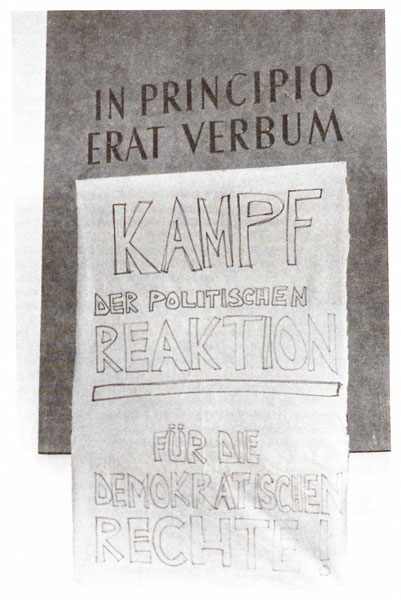 IN PRINCIPIO
ERAT VERBUM
KAMPF
DER POLITISCHEN
REAKTION
FÜR DIE
DEMOKRATISCHEN
RECHTE!